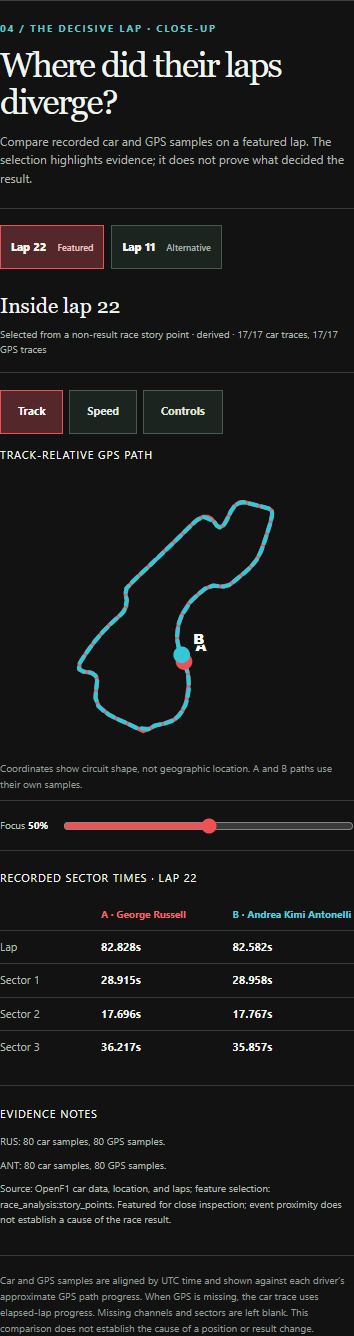 04 / THE DECISIVE LAP · CLOSE-UP
Where did their laps
diverge?
Compare recorded car and GPS samples on a featured lap. The
selection highlights evidence; it does not prove what decided the
result.
Lap 22 Featured
Lap 11 Alternative
Inside lap 22
Selected from a non-result race story point · derived · 17/17 car traces, 17/17
GPS traces
Track
Speed
Controls
TRACK-RELATIVE GPS PATH
B
A
Coordinates show circuit shape, not geographic location. A and B paths use
their own samples.
Focus 50%
RECORDED SECTOR TIMES · LAP 22
A · George Russell B · Andrea Kimi Antonelli
Lap 82.828s 82.582s
Sector 1 28.915s 28.958s
Sector 2 17.696s 17.767s
Sector 3 36.217s 35.857s
EVIDENCE NOTES
RUS: 80 car samples, 80 GPS samples.
ANT: 80 car samples, 80 GPS samples.
Source: OpenF1 car data, location, and laps; feature selection:
race_analysis:story_points. Featured for close inspection; event proximity does
not establish a cause of the race result.
Car and GPS samples are aligned by UTC time and shown against each driver's
approximate GPS path progress. When GPS is missing, the car trace uses
elapsed-lap progress. Missing channels and sectors are left blank. This
comparison does not establish the cause of a position or result change.